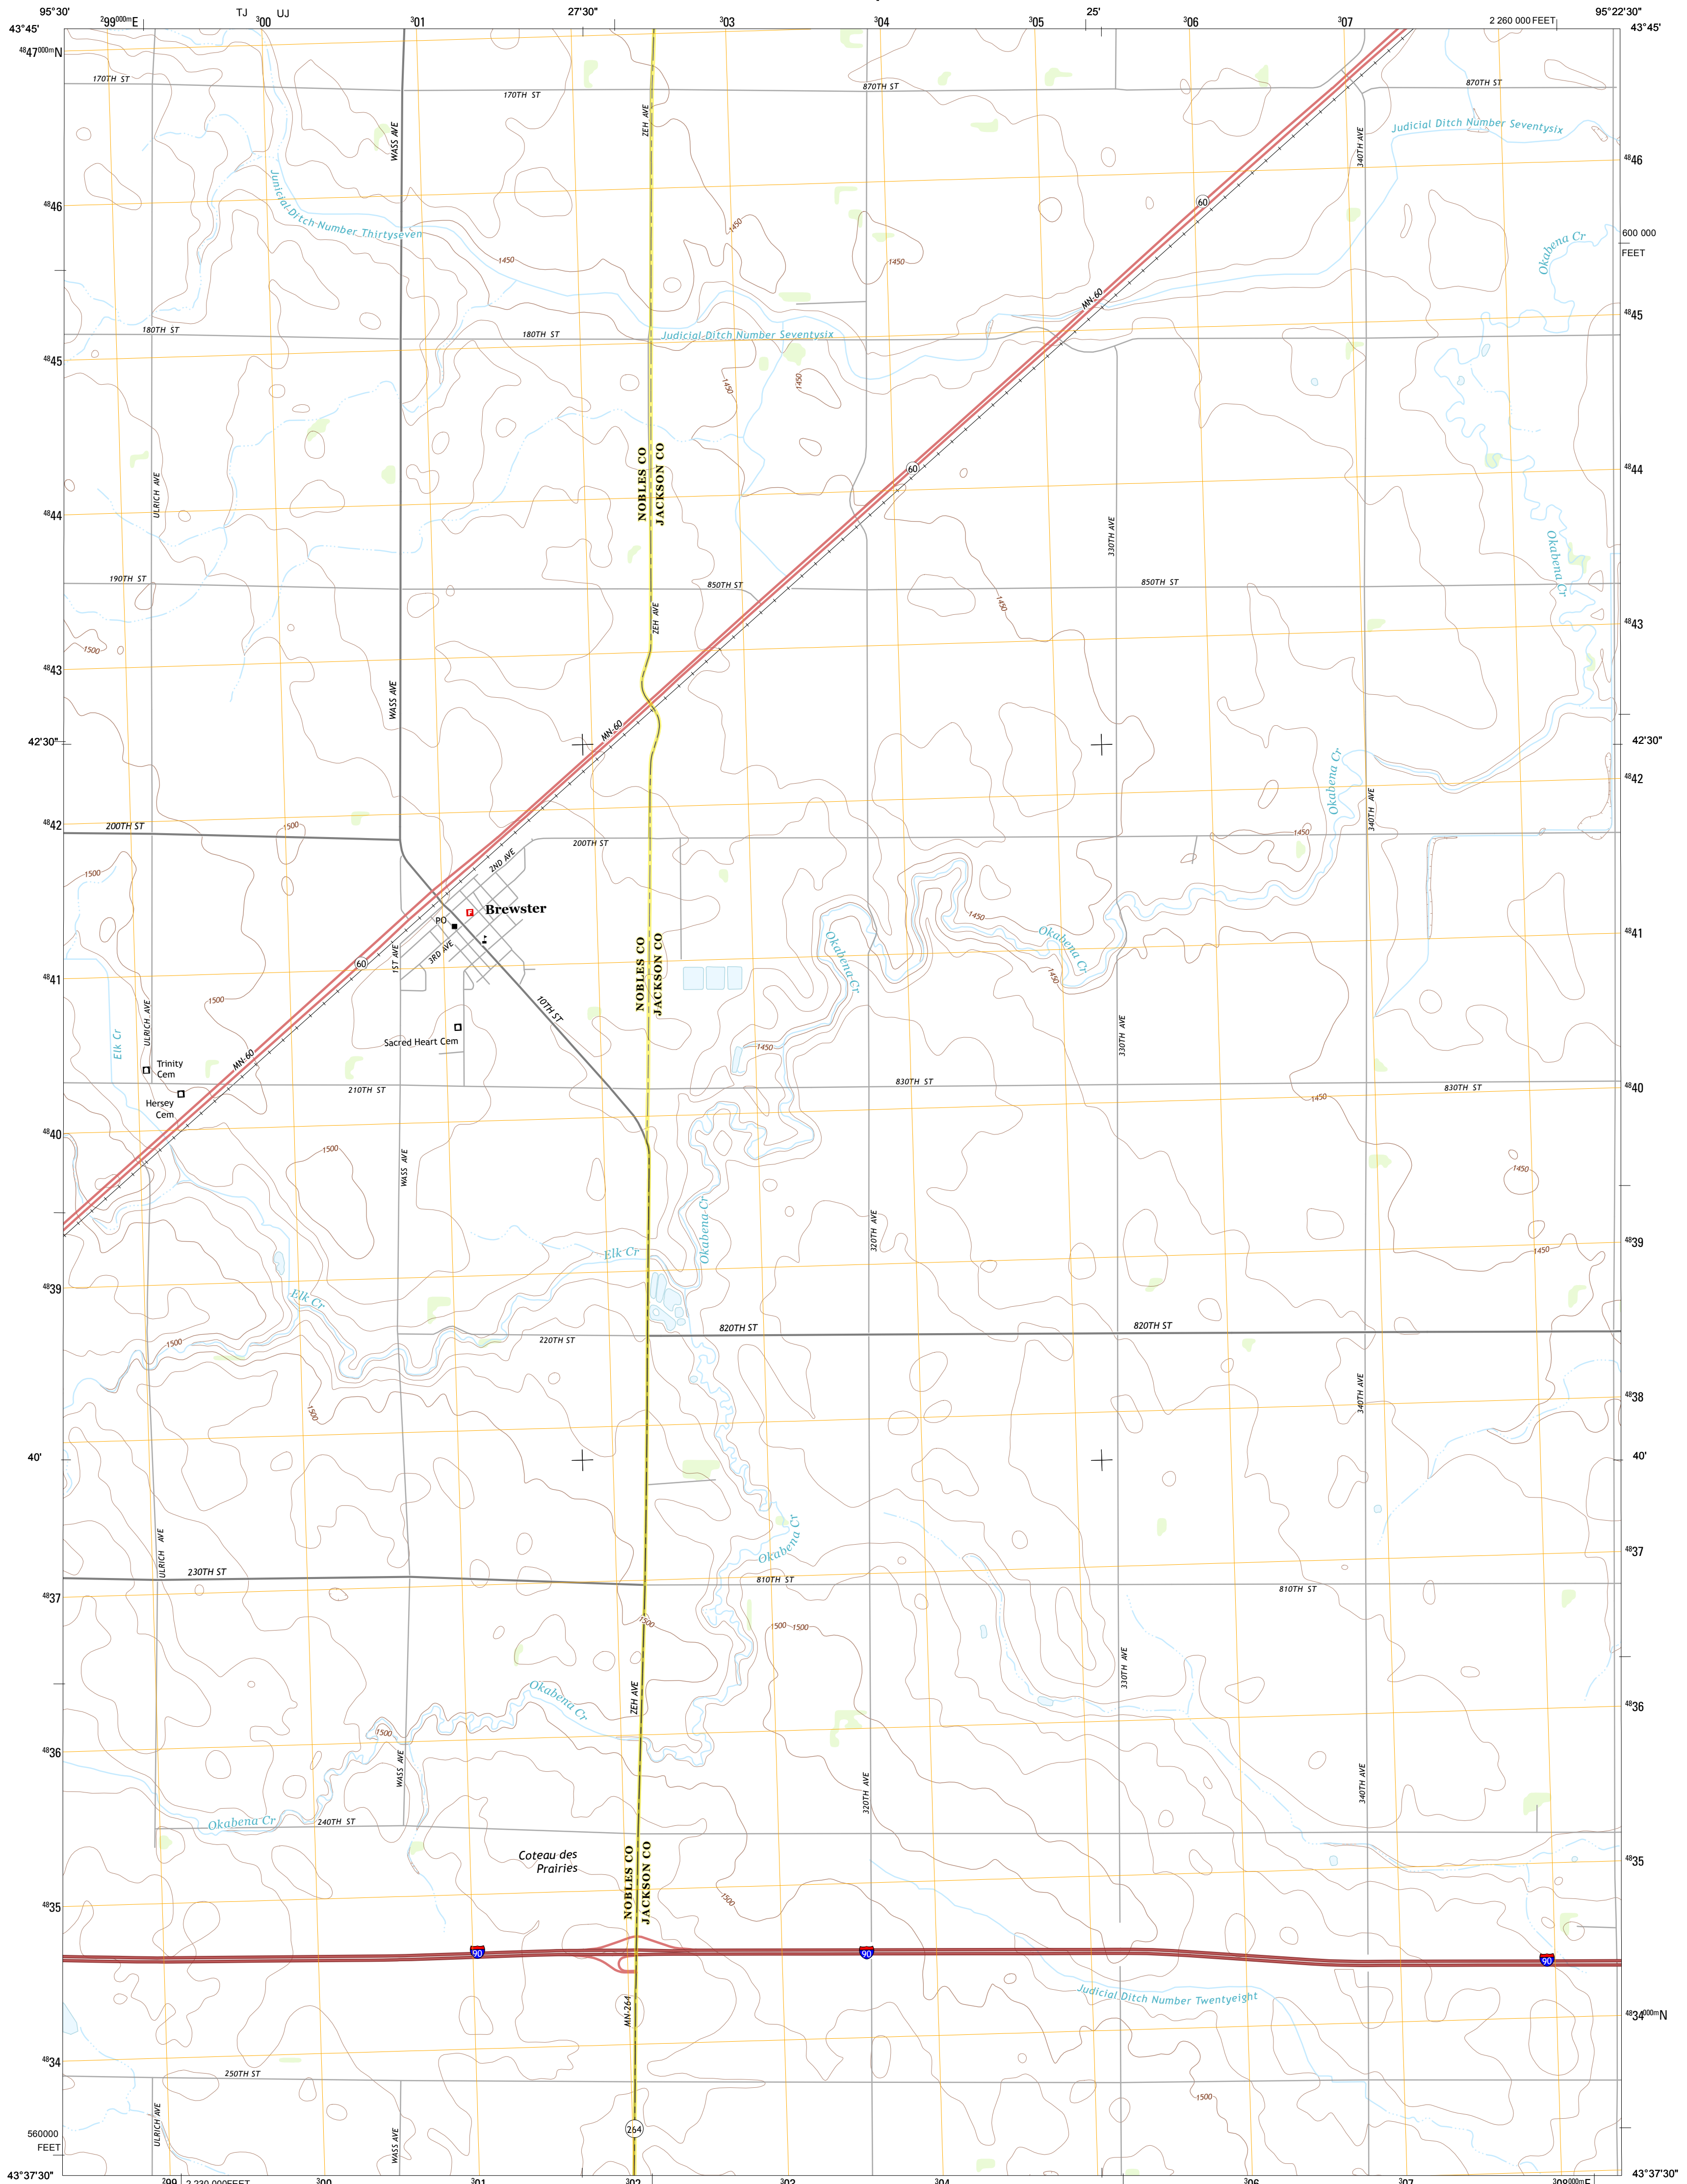 95°30'
²99⁰⁰⁰ᵐE
TJ UJ
³00
³01
27'30"
³03
³04
³05
25'
³06
³07
2 260 000 FEET
95°22'30"
43°45'
43°45'
⁴⁸47⁰⁰⁰ᵐN
170TH ST
170TH ST
870TH ST
870TH ST
WASS AVE
ZEH AVE
340TH AVE
Judicial Ditch Number Seventysix
⁴⁸46
Junicial Ditch Number Thirtyseven
⁴⁸46
60
1450
600 000
FEET
Okabena Cr
1450
1450
MN-60
⁴⁸45
180TH ST
180TH ST
Judicial Ditch Number Seventysix
⁴⁸45
1450
1450
NOBLES CO
JACKSON CO
60
⁴⁸44
ULRICH AVE
⁴⁸44
330TH AVE
Okabena Cr
190TH ST
850TH ST
850TH ST
1450
ZEH AVE
⁴⁸43
1500
⁴⁸43
WASS AVE
MN-60
42'30"
42'30"
Okabena Cr
⁴⁸42
340TH AVE
⁴⁸42
200TH ST
1500
200TH ST
1450
2ND AVE
1500
PO
F
Brewster
1450
Okabena Cr
Okabena Cr
⁴⁸41
3RD AVE
1ST AVE
60
NOBLES CO
JACKSON CO
1450
⁴⁸41
1500
10TH ST
ULRICH AVE
Elk Cr
330TH AVE
Sacred Heart Cem
1450
MN-60
Trinity
Cem
210TH ST
830TH ST
830TH ST
⁴⁸40
Hersey
Cem
1450
⁴⁸40
1500
WASS AVE
1450
Okabena Cr
320TH AVE
Elk Cr
⁴⁸39
1450
⁴⁸39
Elk Cr
1500
220TH ST
820TH ST
820TH ST
340TH AVE
⁴⁸38
1500
40'
40'
ULRICH AVE
Okabena Cr
⁴⁸37
230TH ST
810TH ST
810TH ST
⁴⁸37
1500
1500
1500
330TH AVE
ZEH AVE
Okabena Cr
⁴⁸36
1500
⁴⁸36
WASS AVE
320TH AVE
340TH AVE
Okabena Cr
240TH ST
Coteau des
Prairies
NOBLES CO
JACKSON CO
⁴⁸35
1500
⁴⁸35
90
90
90
MN-264
Judicial Ditch Number Twentyeight
⁴⁸34⁰⁰⁰ᵐN
⁴⁸34
250TH ST
1500
ULRICH AVE
WASS AVE
264
560000
FEET
43°37'30"
43°37'30"
²99
2 230 000FEET
³00
³01
³02
³03
³04
³06
³07
³08⁰⁰⁰ᵐE